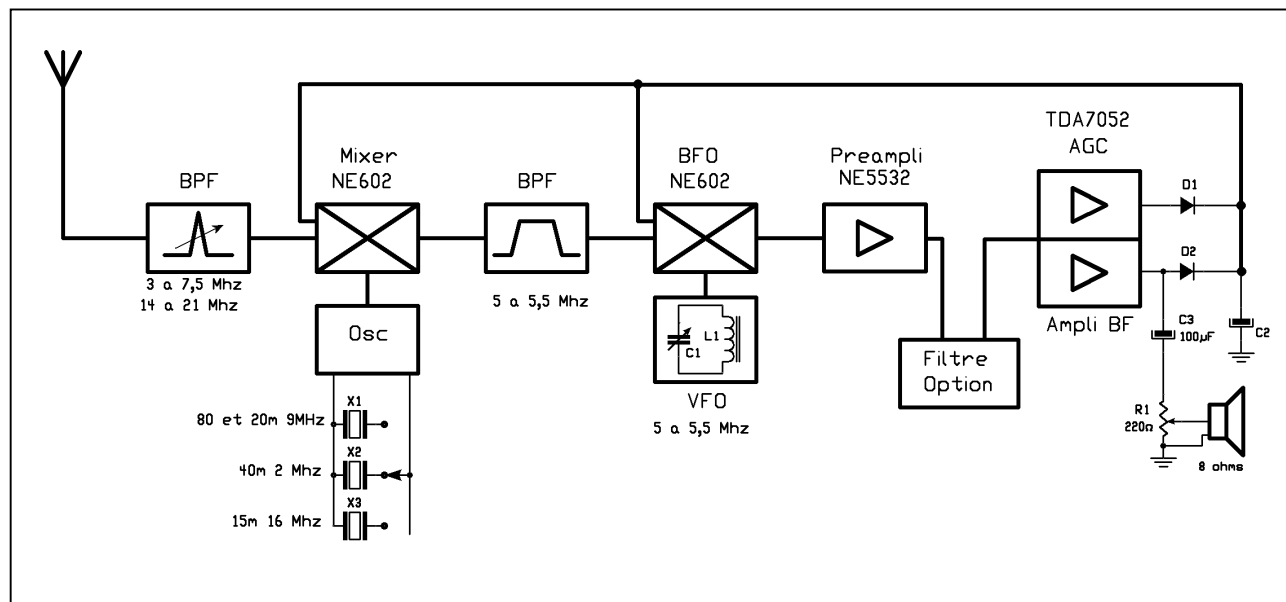 TDA7052
AGC
Mixer
NE602
BFO
NE602
Preampli
NE5532
BPF
BPF
D1
D2
3 a 7,5 Mhz
14 a 21 Mhz
5 a 5,5 Mhz
Osc
C1
L1
VFO
5 a 5,5 Mhz
Ampli BF
C3
100µF
C2
Filtre
Option
X1
80 et 20m 9MHz
X2
40m 2 Mhz
X3
15m 16 Mhz
R1
220Ω
8 ohms